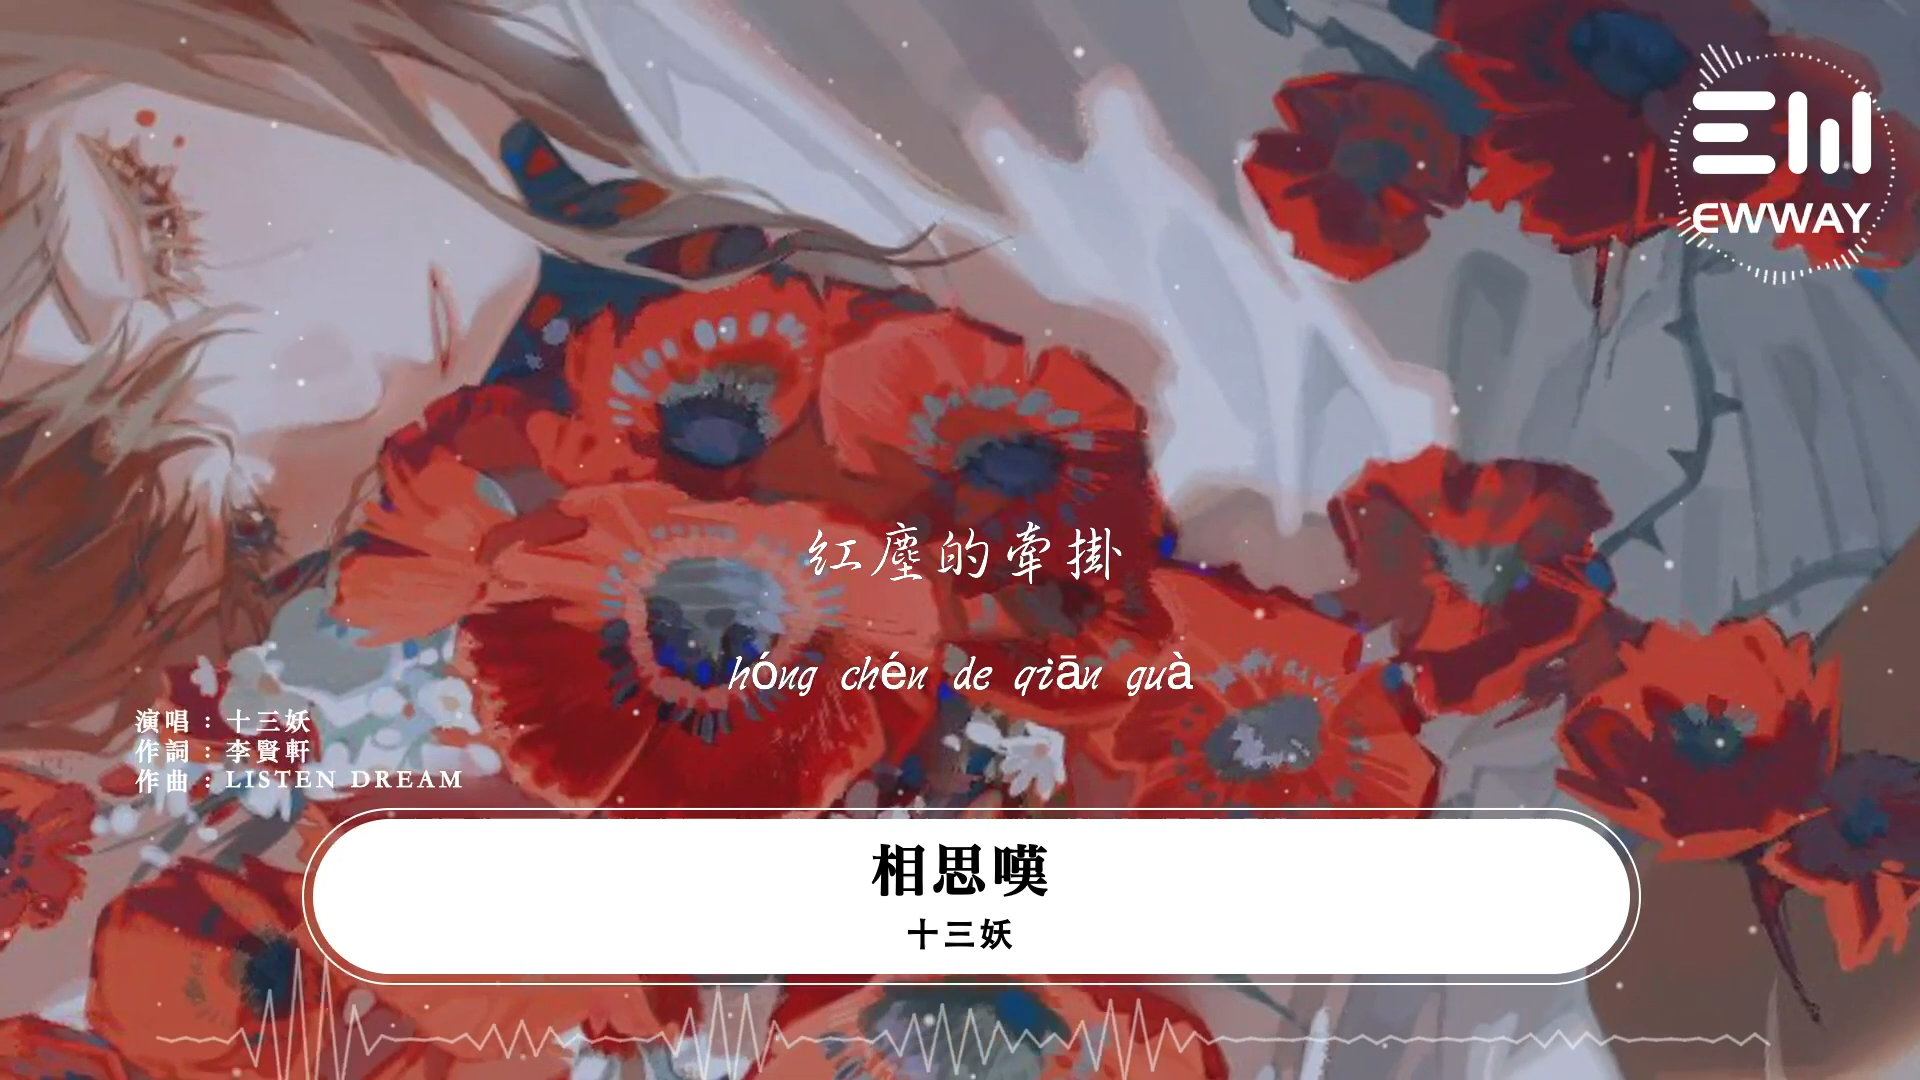 EW
EWWAY
紅塵的牽掛
hóng chén de qiān guà
演唱：十三妖
作詞：李賢軒
作曲：LISTEN DREAM
相思嘆
十三妖